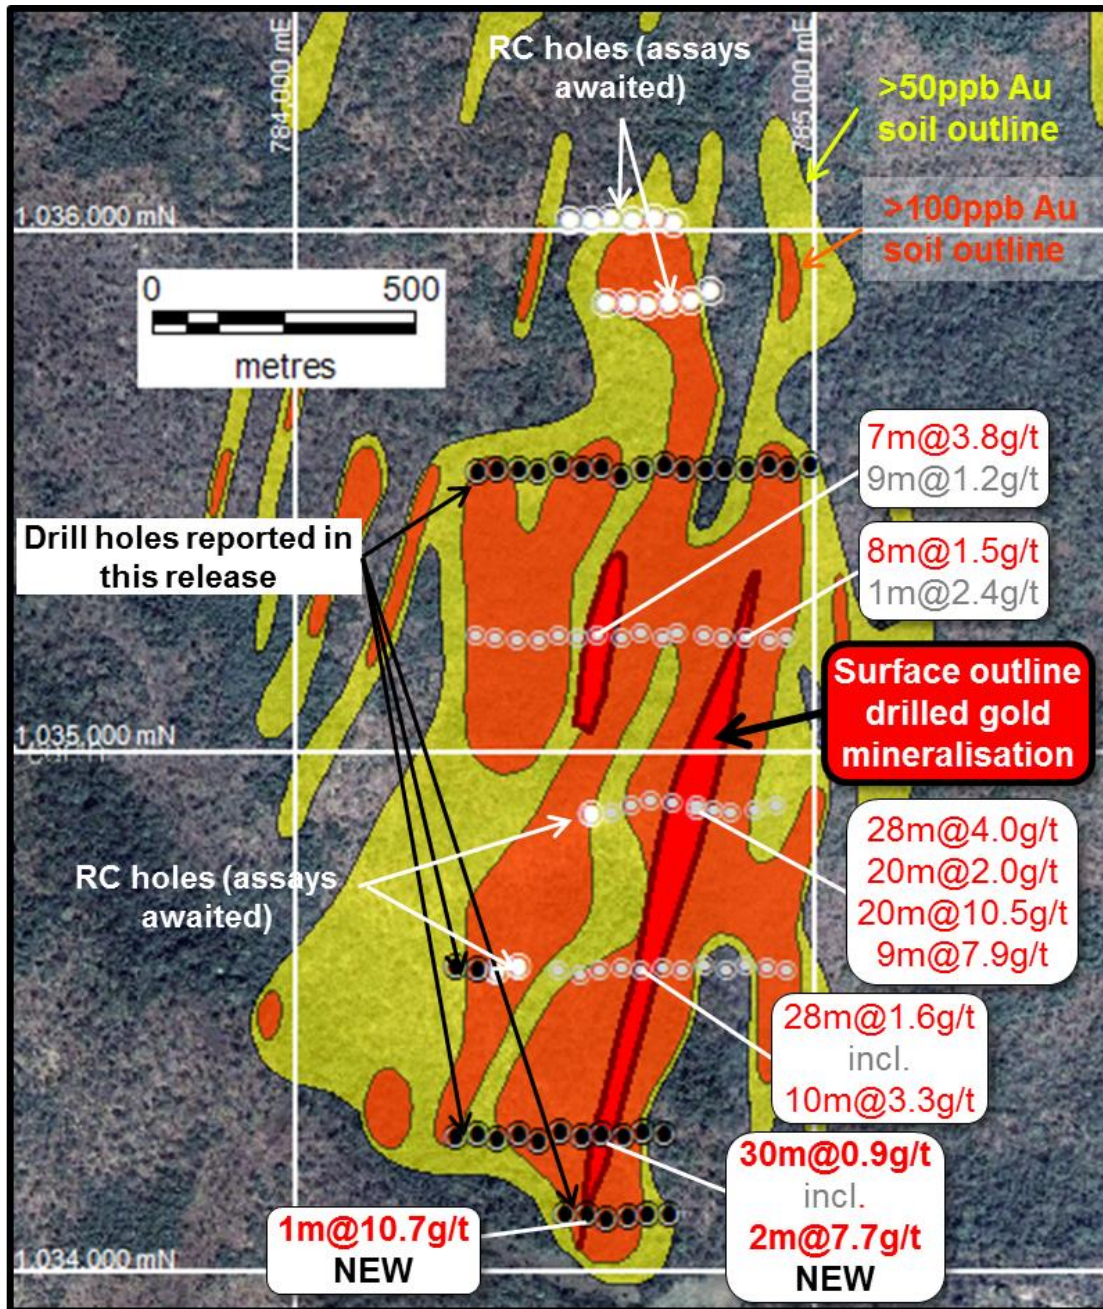 RC holes (assays
awaited)
784,000 mE
785,000 mE
>50ppb Au
soil outline
>100ppb Au
soil outline
1,036,000 mN
0 500
metres
7m@3.8g/t
9m@1.2g/t
Drill holes reported in
this release
8m@1.5g/t
1m@2.4g/t
Surface outline
drilled gold
mineralisation
1,035,000 mN
28m@4.0g/t
20m@2.0g/t
20m@10.5g/t
9m@7.9g/t
RC holes (assays
awaited)
28m@1.6g/t
incl.
10m@3.3g/t
30m@0.9g/t
incl.
2m@7.7g/t
NEW
1m@10.7g/t
NEW
1,034,000 mN